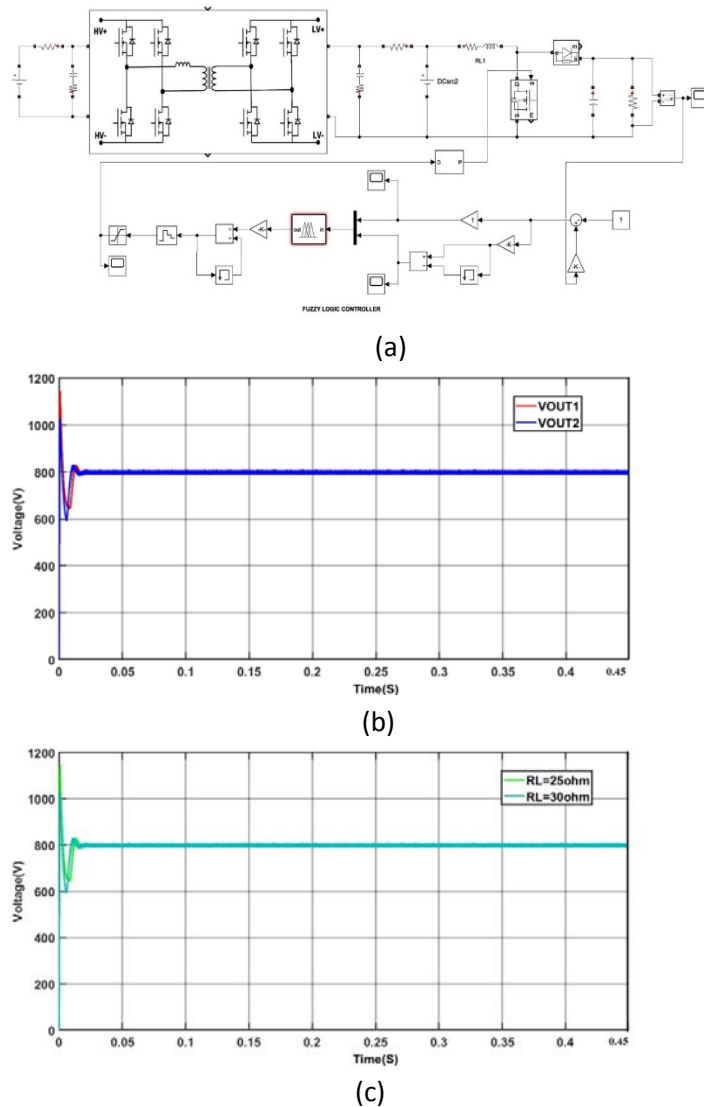 HV+
LV+
HV-
LV-
RL1
DCsrc2
m
D
P
1
-K-
out
in
-K-
1
-K-
FUZZY LOGIC CONTROLLER
(a)
1200
1000
800
600
400
200
0
Voltage(V)
VOUT1
VOUT2
0 0.05 0.1 0.15 0.2 0.25 0.3 0.35 0.4 0.45
Time(S)
(b)
1200
1000
800
600
400
200
0
Voltage(V)
RL=25ohm
RL=30ohm
0 0.05 0.1 0.15 0.2 0.25 0.3 0.35 0.4 0.45
Time(S)
(c)